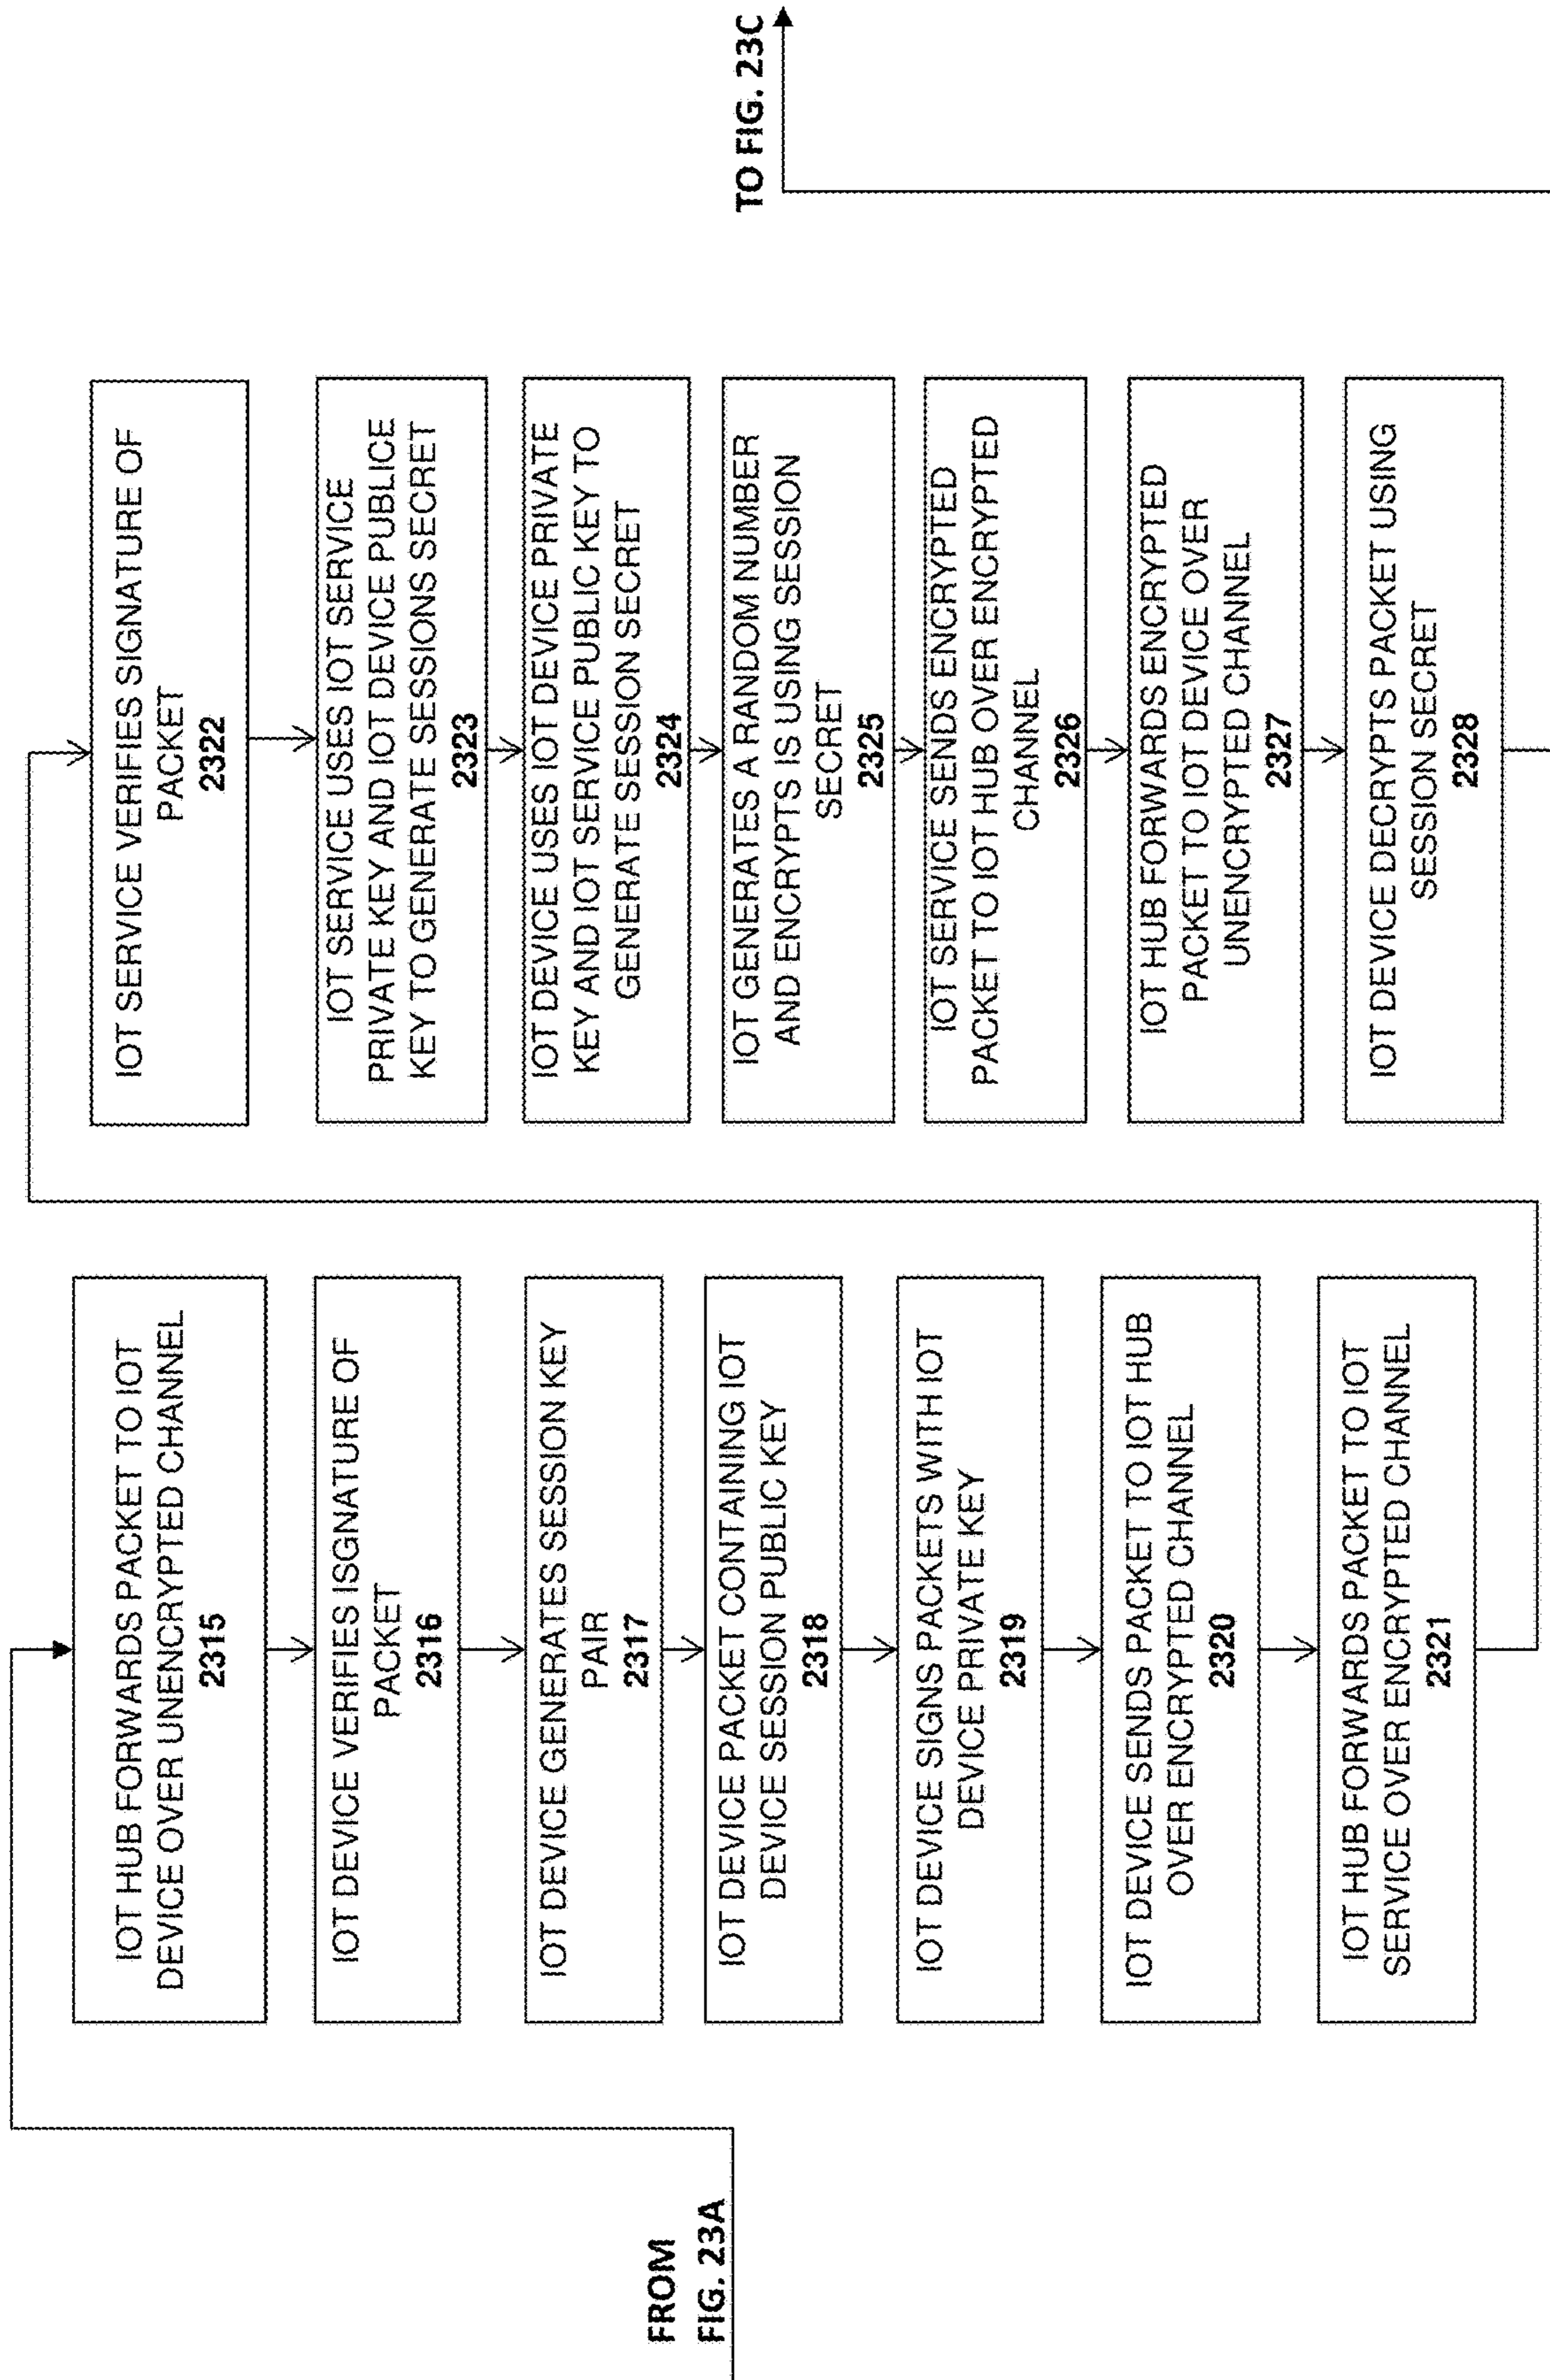 FROM
FIG. 23A
IOT HUB FORWARDS PACKET TO IOT
DEVICE OVER UNENCRYPTED CHANNEL
2315
IOT DEVICE VERIFIES ISGNATURE OF
PACKET
2316
IOT DEVICE GENERATES SESSION KEY
PAIR
2317
IOT DEVICE PACKET CONTAINING IOT
DEVICE SESSION PUBLIC KEY
2318
IOT DEVICE SIGNS PACKETS WITH IOT
DEVICE PRIVATE KEY
2319
IOT DEVICE SENDS PACKET TO IOT HUB
OVER ENCRYPTED CHANNEL
2320
IOT HUB FORWARDS PACKET TO IOT
SERVICE OVER ENCRYPTED CHANNEL
2321
IOT SERVICE VERIFIES SIGNATURE OF
PACKET
2322
IOT SERVICE USES IOT SERVICE
PRIVATE KEY AND IOT DEVICE PUBLICE
KEY TO GENERATE SESSIONS SECRET
2323
IOT DEVICE USES IOT DEVICE PRIVATE
KEY AND IOT SERVICE PUBLIC KEY TO
GENERATE SESSION SECRET
2324
IOT GENERATES A RANDOM NUMBER
AND ENCRYPTS IS USING SESSION
SECRET
2325
IOT SERVICE SENDS ENCRYPTED
PACKET TO IOT HUB OVER ENCRYPTED
CHANNEL
2326
IOT HUB FORWARDS ENCRYPTED
PACKET TO IOT DEVICE OVER
UNENCRYPTED CHANNEL
2327
IOT DEVICE DECRYPTS PACKET USING
SESSION SECRET
2328
TO FIG. 23C